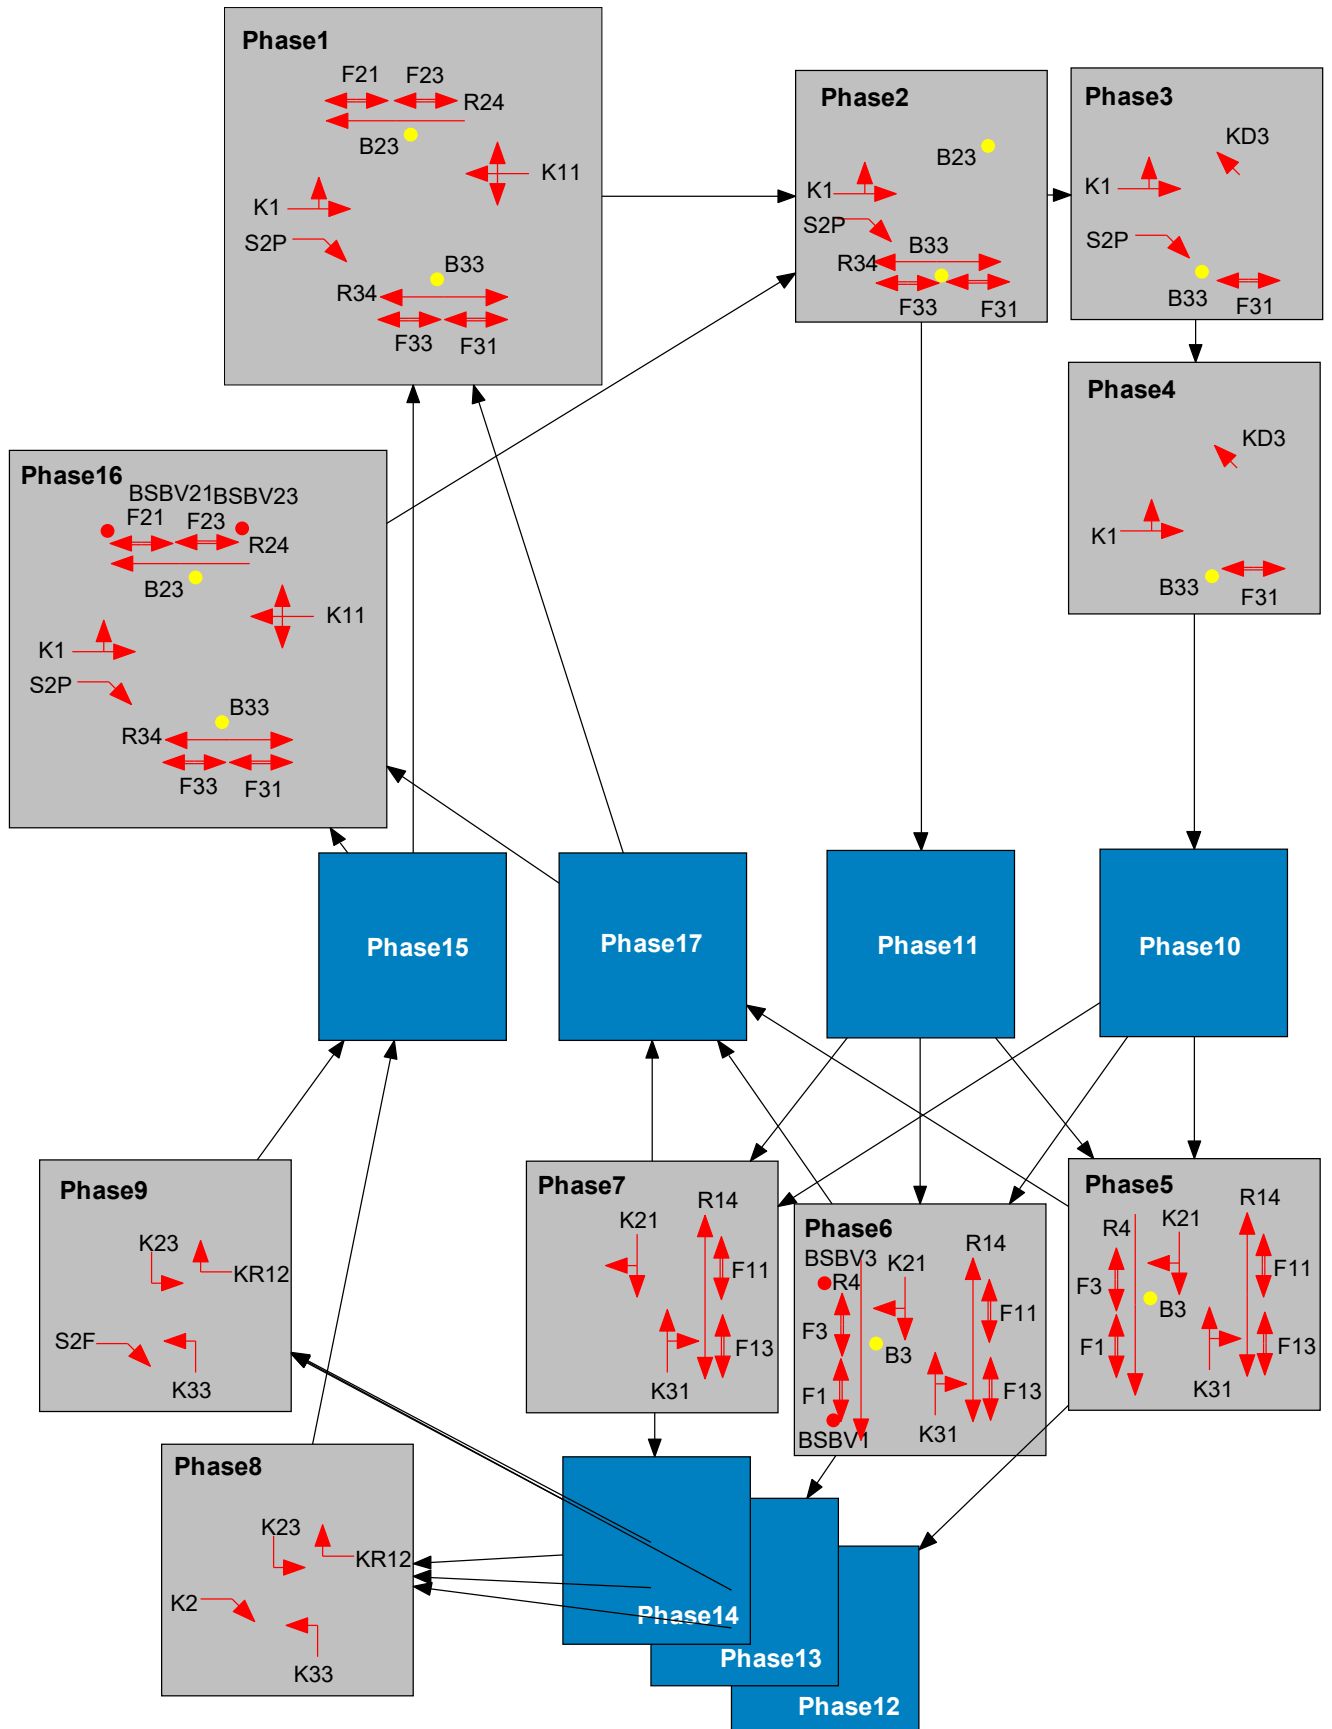 Phase1
F21 F23
R24
B23
K11
K1
S2P
B33
R34
F33 F31
Phase2
B23
K1
S2P
B33
R34
F33 F31
Phase3
KD3
K1
S2P
B33 F31
Phase4
KD3
K1
B33 F31
Phase16
BSBV21BSBV23
F21 F23
R24
B23
K11
K1
S2P
B33
R34
F33 F31
Phase15
Phase17
Phase11
Phase10
Phase9
K23
KR12
S2F
K33
Phase7
R14
K21
F11
F13
K31
Phase6
R14
BSBV3 K21
R4
F11
F3
B3
F1 F13
K31
BSBV1
Phase5
R14
R4 K21
F11
F3
B3
F1 F13
K31
Phase8
K23
KR12
K2
K33
Phase14
Phase13
Phase12